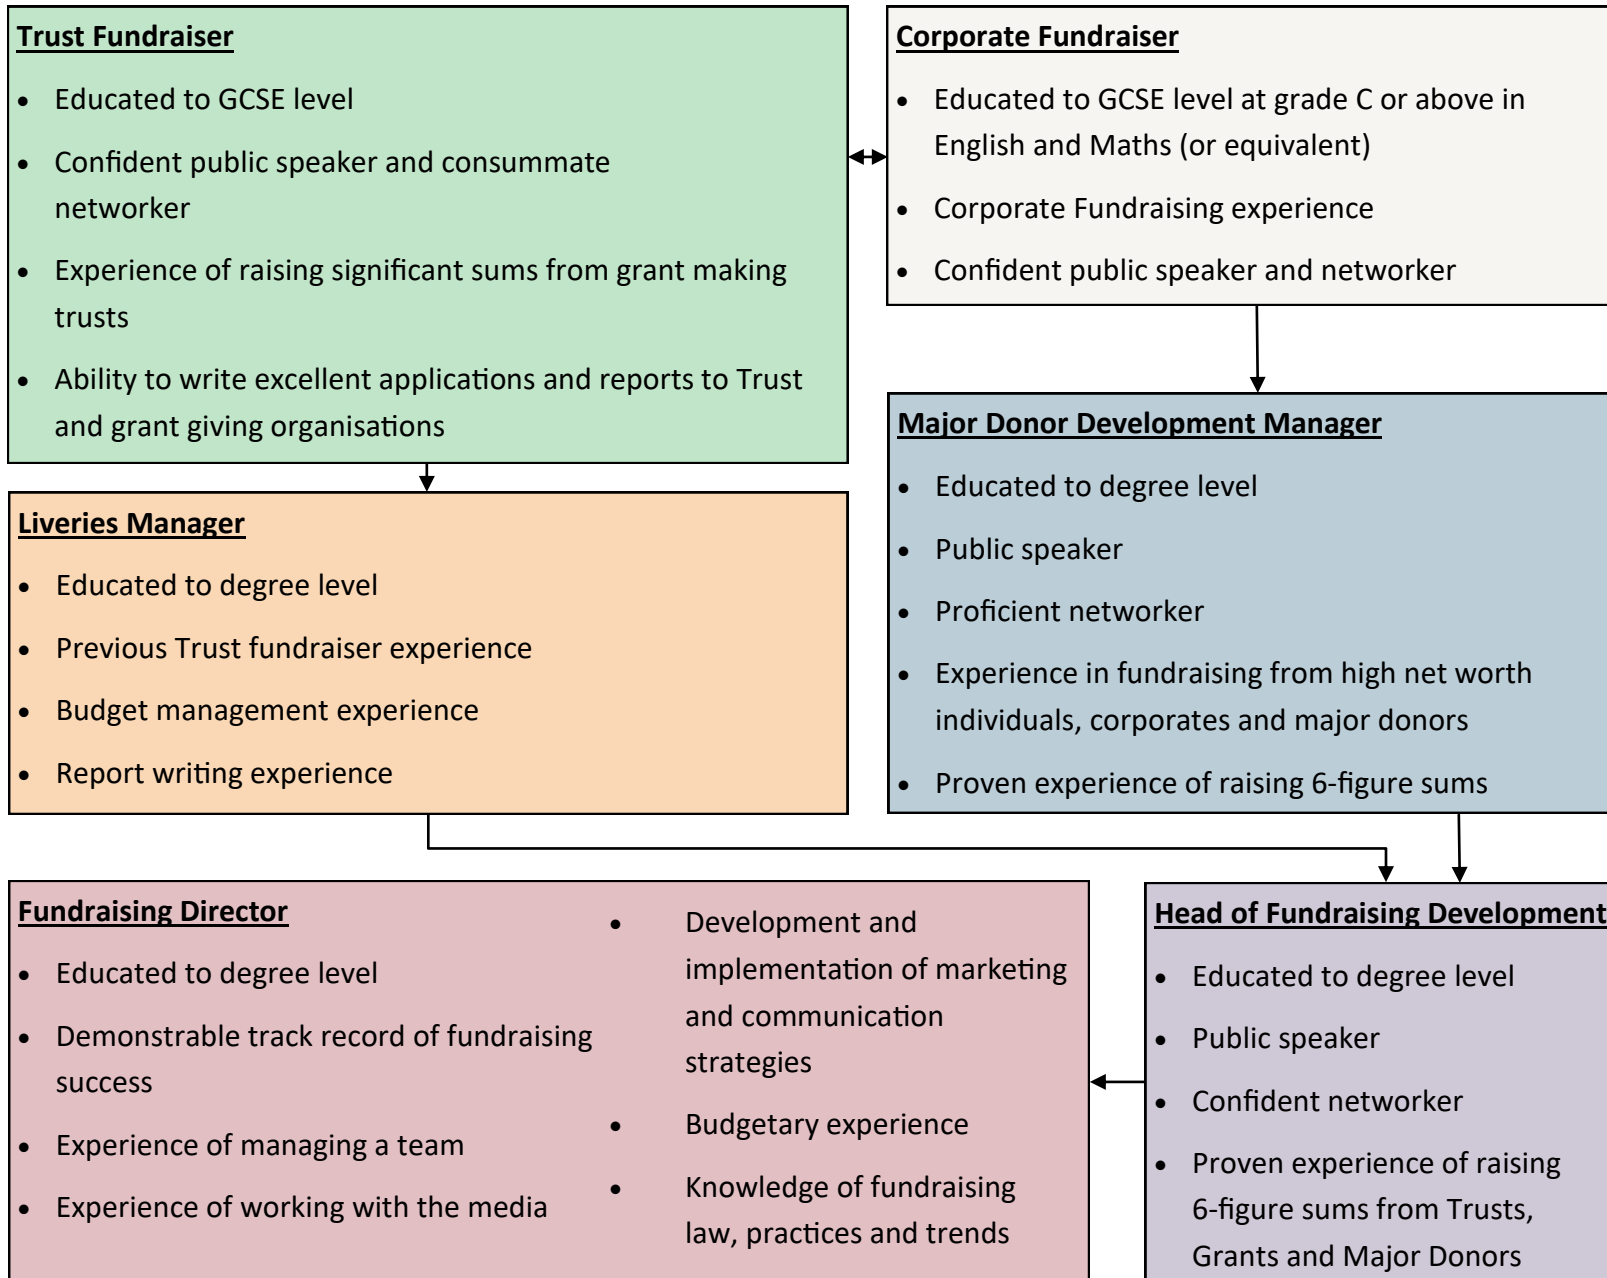 Trust Fundraiser
• Educated to GCSE level
• Confident public speaker and consummate
networker
• Experience of raising significant sums from grant making
trusts
• Ability to write excellent applications and reports to Trust
and grant giving organisations
Corporate Fundraiser
• Educated to GCSE level at grade C or above in
English and Maths (or equivalent)
• Corporate Fundraising experience
• Confident public speaker and networker
Liveries Manager
• Educated to degree level
• Previous Trust fundraiser experience
• Budget management experience
• Report writing experience
Major Donor Development Manager
• Educated to degree level
• Public speaker
• Proficient networker
• Experience in fundraising from high net worth
individuals, corporates and major donors
• Proven experience of raising 6-figure sums
Fundraising Director
• Educated to degree level
• Demonstrable track record of fundraising
success
• Experience of managing a team
• Experience of working with the media
• Development and
implementation of marketing
and communication
strategies
• Budgetary experience
• Knowledge of fundraising
law, practices and trends
Head of Fundraising Development
• Educated to degree level
• Public speaker
• Confident networker
• Proven experience of raising
6-figure sums from Trusts,
Grants and Major Donors